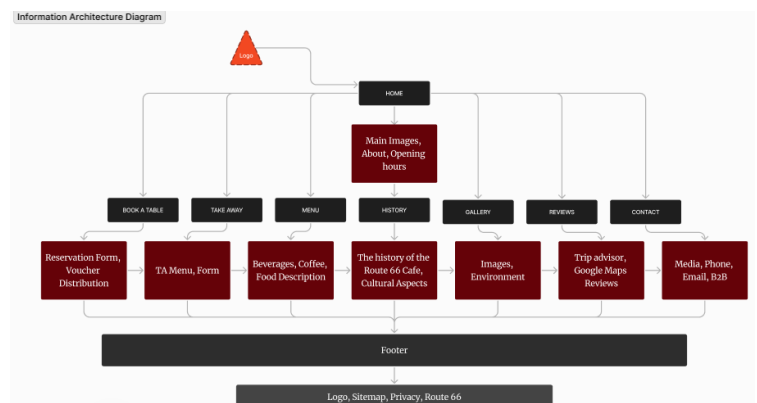 Information Architecture Diagram
Logo
HOME
Main Images,
About, Opening
hours
BOOK A TABLE
TAKE AWAY
MENU
HISTORY
GALLERY
REVIEWS
CONTACT
Reservation Form,
Voucher
Distribution
TA Menu, Form
Beverages, Coffee,
Food Description
The history of the
Route 66 Cafe,
Cultural Aspects
Images,
Environment
Trip advisor,
Google Maps
Reviews
Media, Phone,
Email, B2B
Footer
Logo, Sitemap, Privacy, Route 66